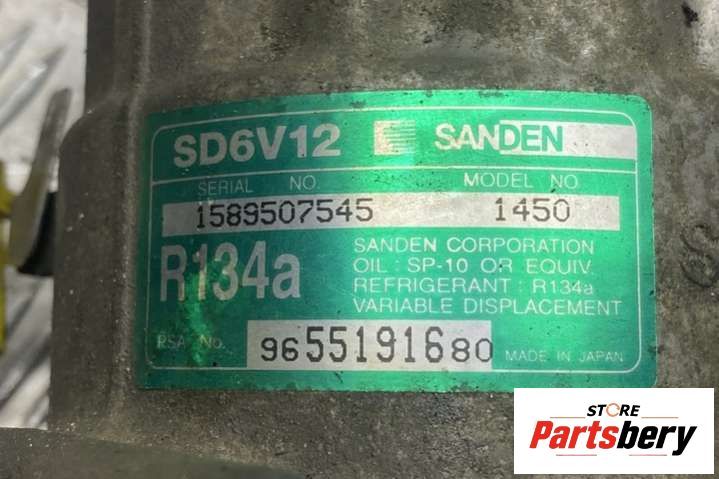 SD6V12 SANDEN
SERIAL NO. MODEL NO.
1589507545 1450
R134a
SANDEN CORPORATION
OIL : SP-10 OR EQUIV.
REFRIGERANT : R134a
VARIABLE DISPLACEMENT
PSA No. 9655191680 MADE IN JAPAN
STORE
Partsbery